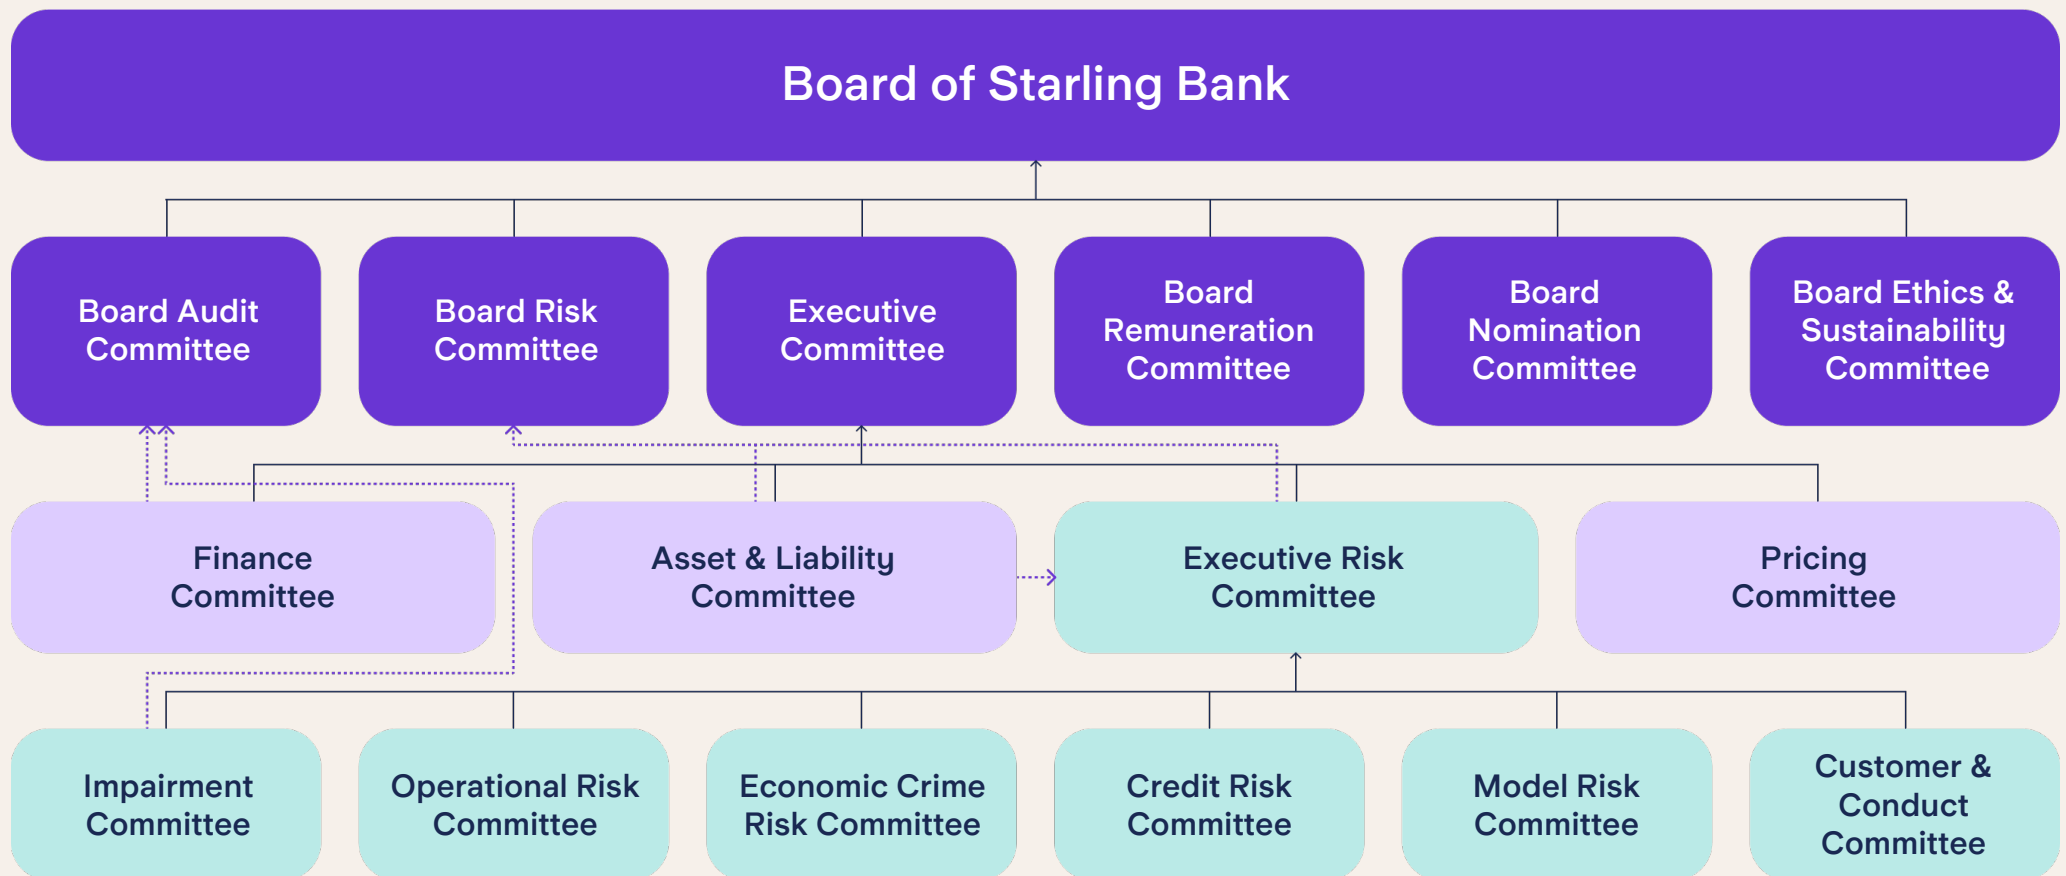 Board of Starling Bank
Board Audit
Committee
Board Risk
Committee
Executive
Committee
Board
Remuneration
Committee
Board
Nomination
Committee
Board Ethics &
Sustainability
Committee
Finance
Committee
Asset & Liability
Committee
Executive Risk
Committee
Pricing
Committee
Impairment
Committee
Operational Risk
Committee
Economic Crime
Risk Committee
Credit Risk
Committee
Model Risk
Committee
Customer &
Conduct
Committee